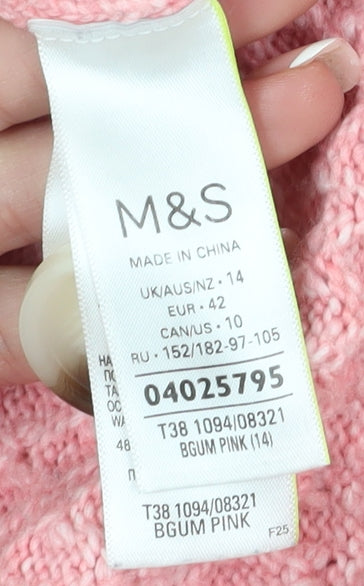 M&S
MADE IN CHINA
UK/AUS/NZ • 14
EUR • 42
CAN/US • 10
RU • 152/182-97-105
04025795
T38 1094/08321
BGUM PINK (14)
48
T38 1094/08321
BGUM PINK
F25